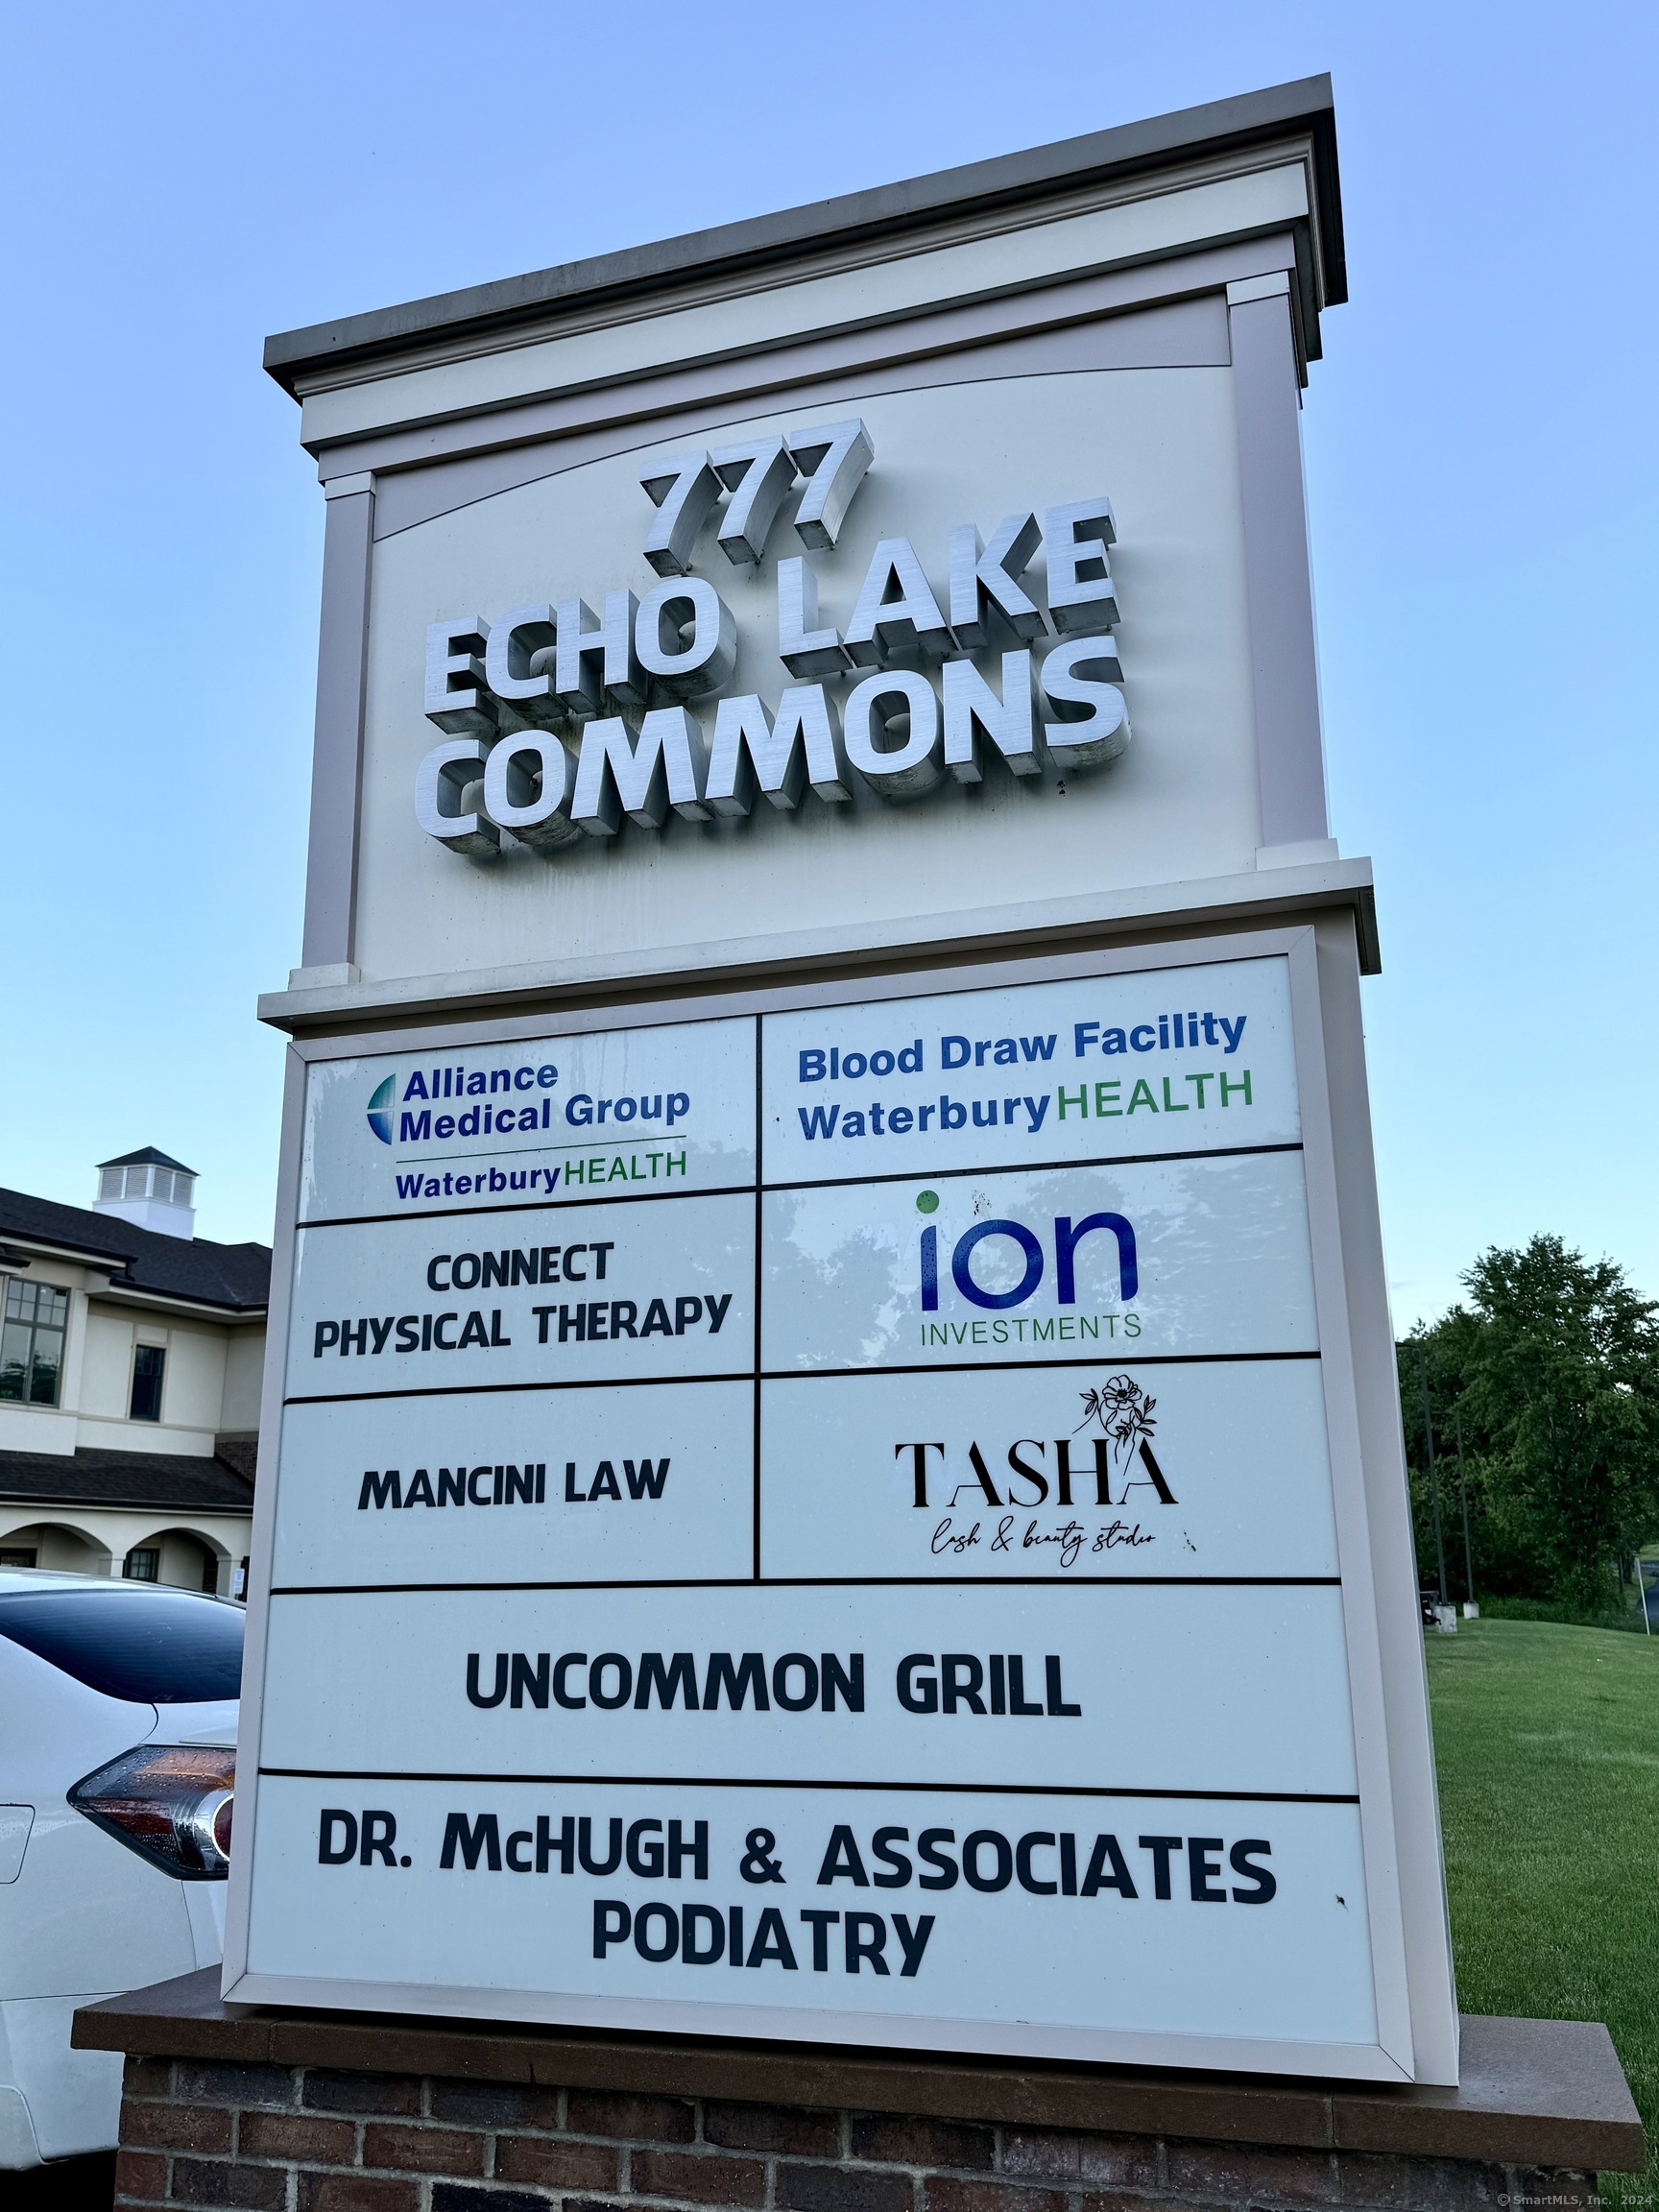 777
ECHO LAKE
COMMONS
Alliance
Medical Group
WaterburyHEALTH
Blood Draw Facility
WaterburyHEALTH
CONNECT
PHYSICAL THERAPY
ion
INVESTMENTS
MANCINI LAW
TASHA
lash & beauty studio
UNCOMMON GRILL
DR. McHUGH & ASSOCIATES
PODIATRY
© SmartMLS, Inc. 2024